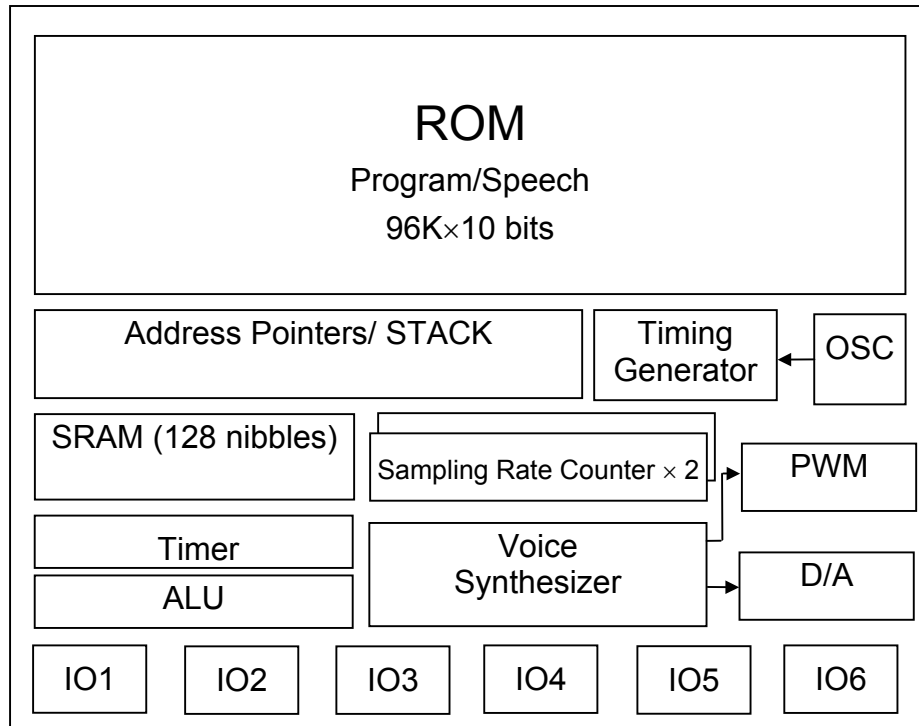 ROM
Program/Speech
96K×10 bits
Address Pointers/ STACK
Timing
Generator
OSC
SRAM (128 nibbles)
Sampling Rate Counter × 2
PWM
Timer
Voice
Synthesizer
D/A
ALU
IO1
IO2
IO3
IO4
IO5
IO6